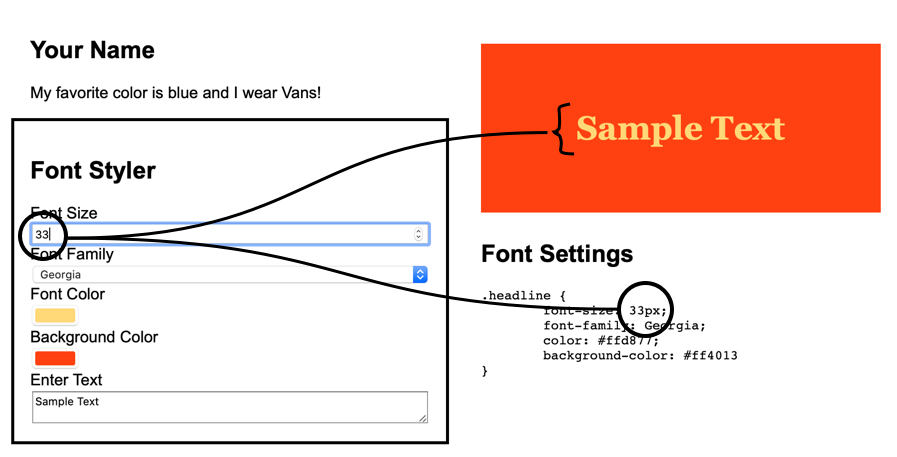 Your Name
My favorite color is blue and I wear Vans!
Font Styler
Font Size
33
Font Family
Georgia
Font Color
Background Color
Enter Text
Sample Text
Sample Text
Font Settings
.headline {
font-size: 33px;
font-family: Georgia;
color: #ffd877;
background-color: #ff4013
}